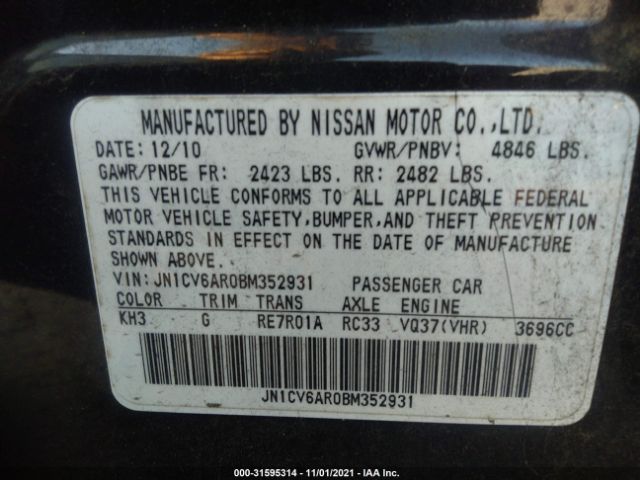 MANUFACTURED BY NISSAN MOTOR CO.,LTD.
DATE: 12/10 GVWR/PNBV: 4846 LBS.
GAWR/PNBE FR: 2423 LBS. RR: 2482 LBS.
THIS VEHICLE CONFORMS TO ALL APPLICABLE FEDERAL
MOTOR VEHICLE SAFETY, BUMPER, AND THEFT PREVENTION
STANDARDS IN EFFECT ON THE DATE OF MANUFACTURE
SHOWN ABOVE.
VIN: JN1CV6AR0BM352931 PASSENGER CAR
COLOR TRIM TRANS AXLE ENGINE
KH3 G RE7R01A RC33 VQ37(VHR) 3696CC
JN1CV6AR0BM352931
000-31595314 - 11/01/2021 - IAA Inc.